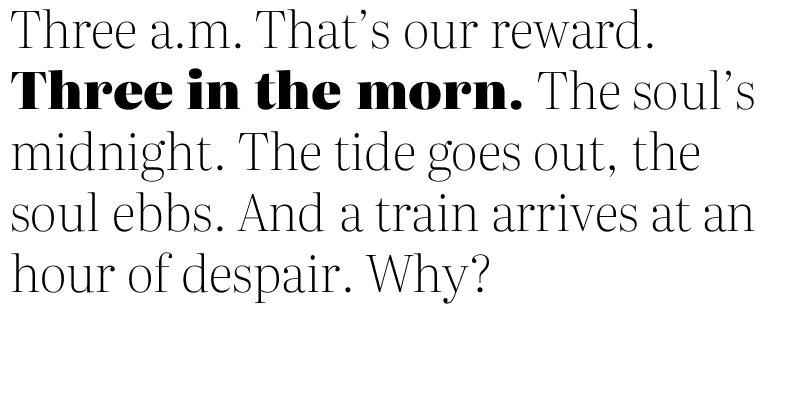 Three a.m. That’s our reward.
Three in the morn. The soul’s
midnight. The tide goes out, the
soul ebbs. And a train arrives at an
hour of despair. Why?